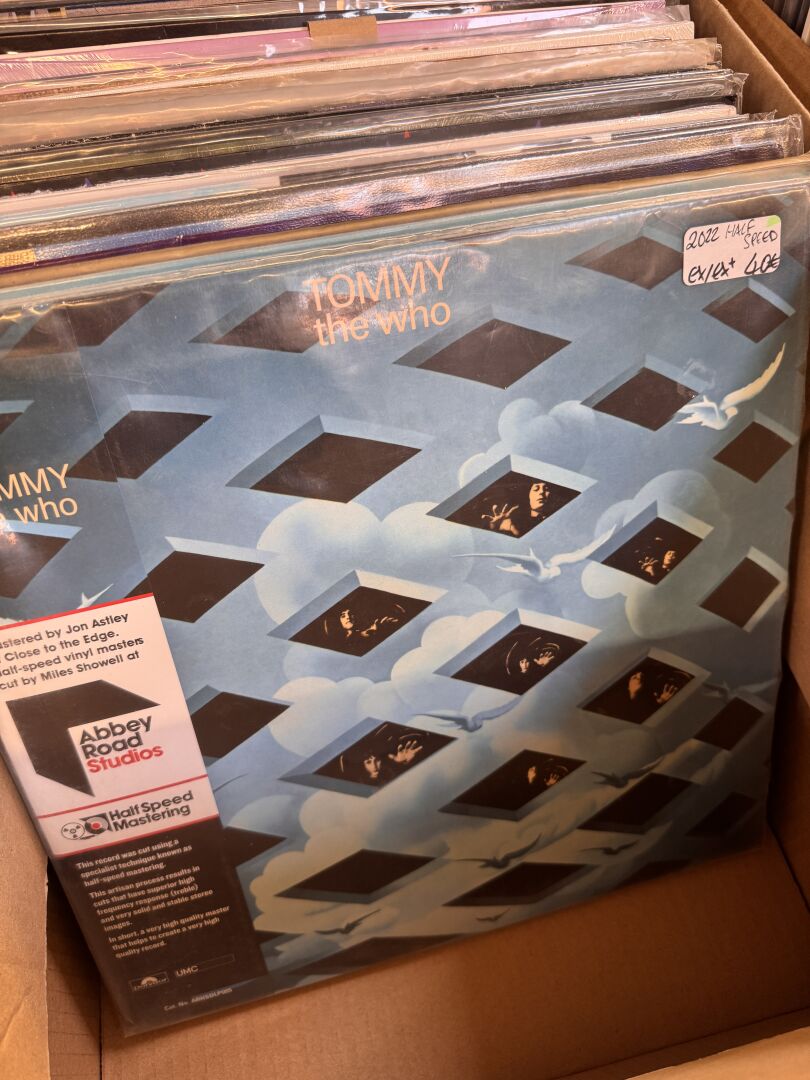 TOMMY
the who
2022 HALF
SPEED
ex/ex+ 40€
MMY
who
stered by Jon Astley
Close to the Edge.
alf-speed vinyl masters
cut by Miles Showell at
Abbey
Road
Studios
Half Speed
Mastering
This record was cut using a
specialist technique known as
half-speed mastering.
This artisan process results in
cuts that have superior high
frequency response (treble)
and very solid and stable stereo
images.
In short, a very high quality master
that helps to create a very high
quality record.
UMC
Cat. No.